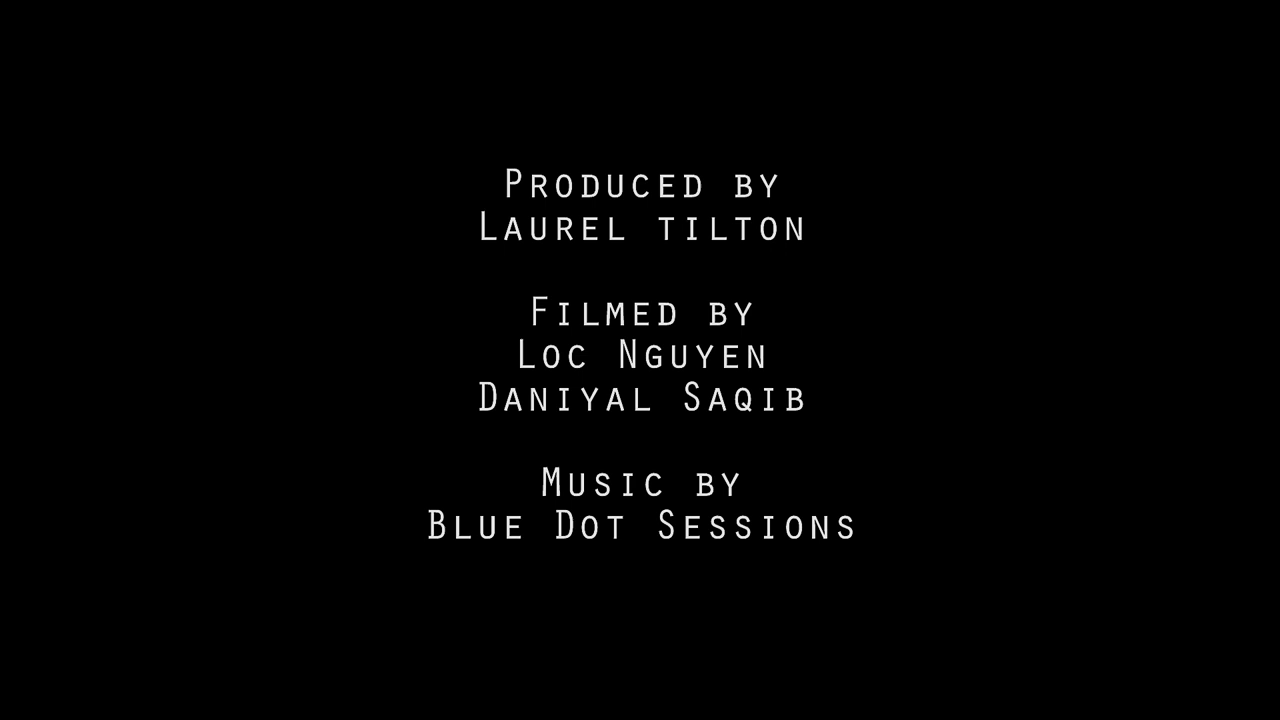 Produced by
Laurel tilton
Filmed by
Loc Nguyen
Daniyal Saqib
Music by
Blue Dot Sessions